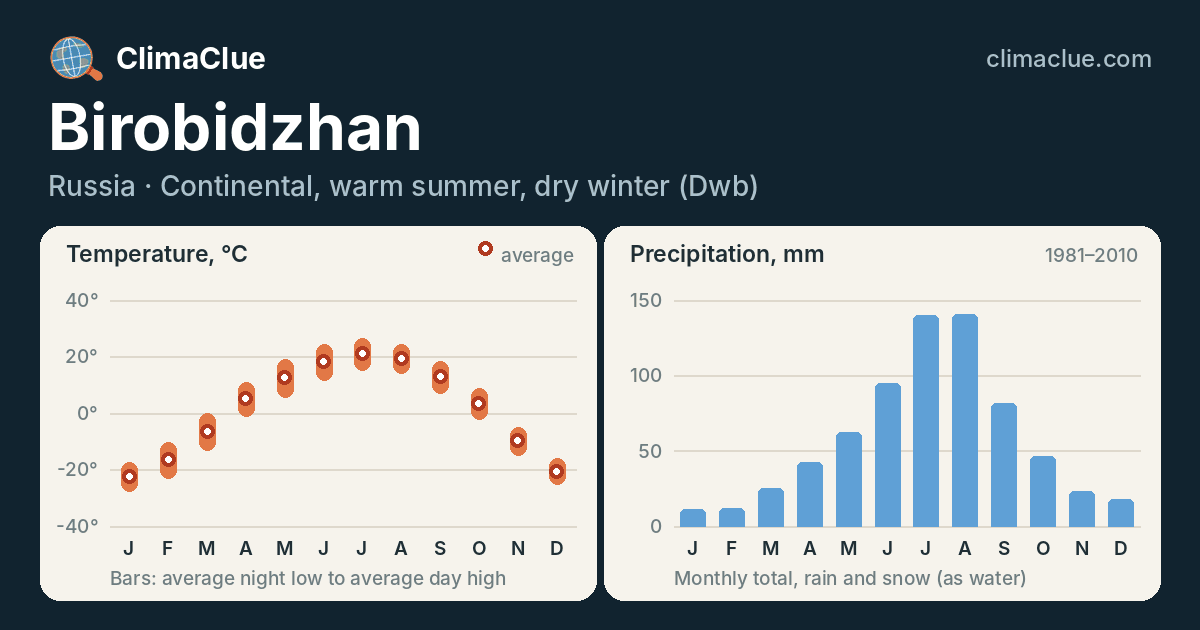 ClimaClue
climaclue.com
Birobidzhan
Russia · Continental, warm summer, dry winter (Dwb)
Temperature, °C
average
40°
20°
0°
-20°
-40°
J F M A M J J A S O N D
Bars: average night low to average day high
Precipitation, mm
1981–2010
150
100
50
0
J F M A M J J A S O N D
Monthly total, rain and snow (as water)